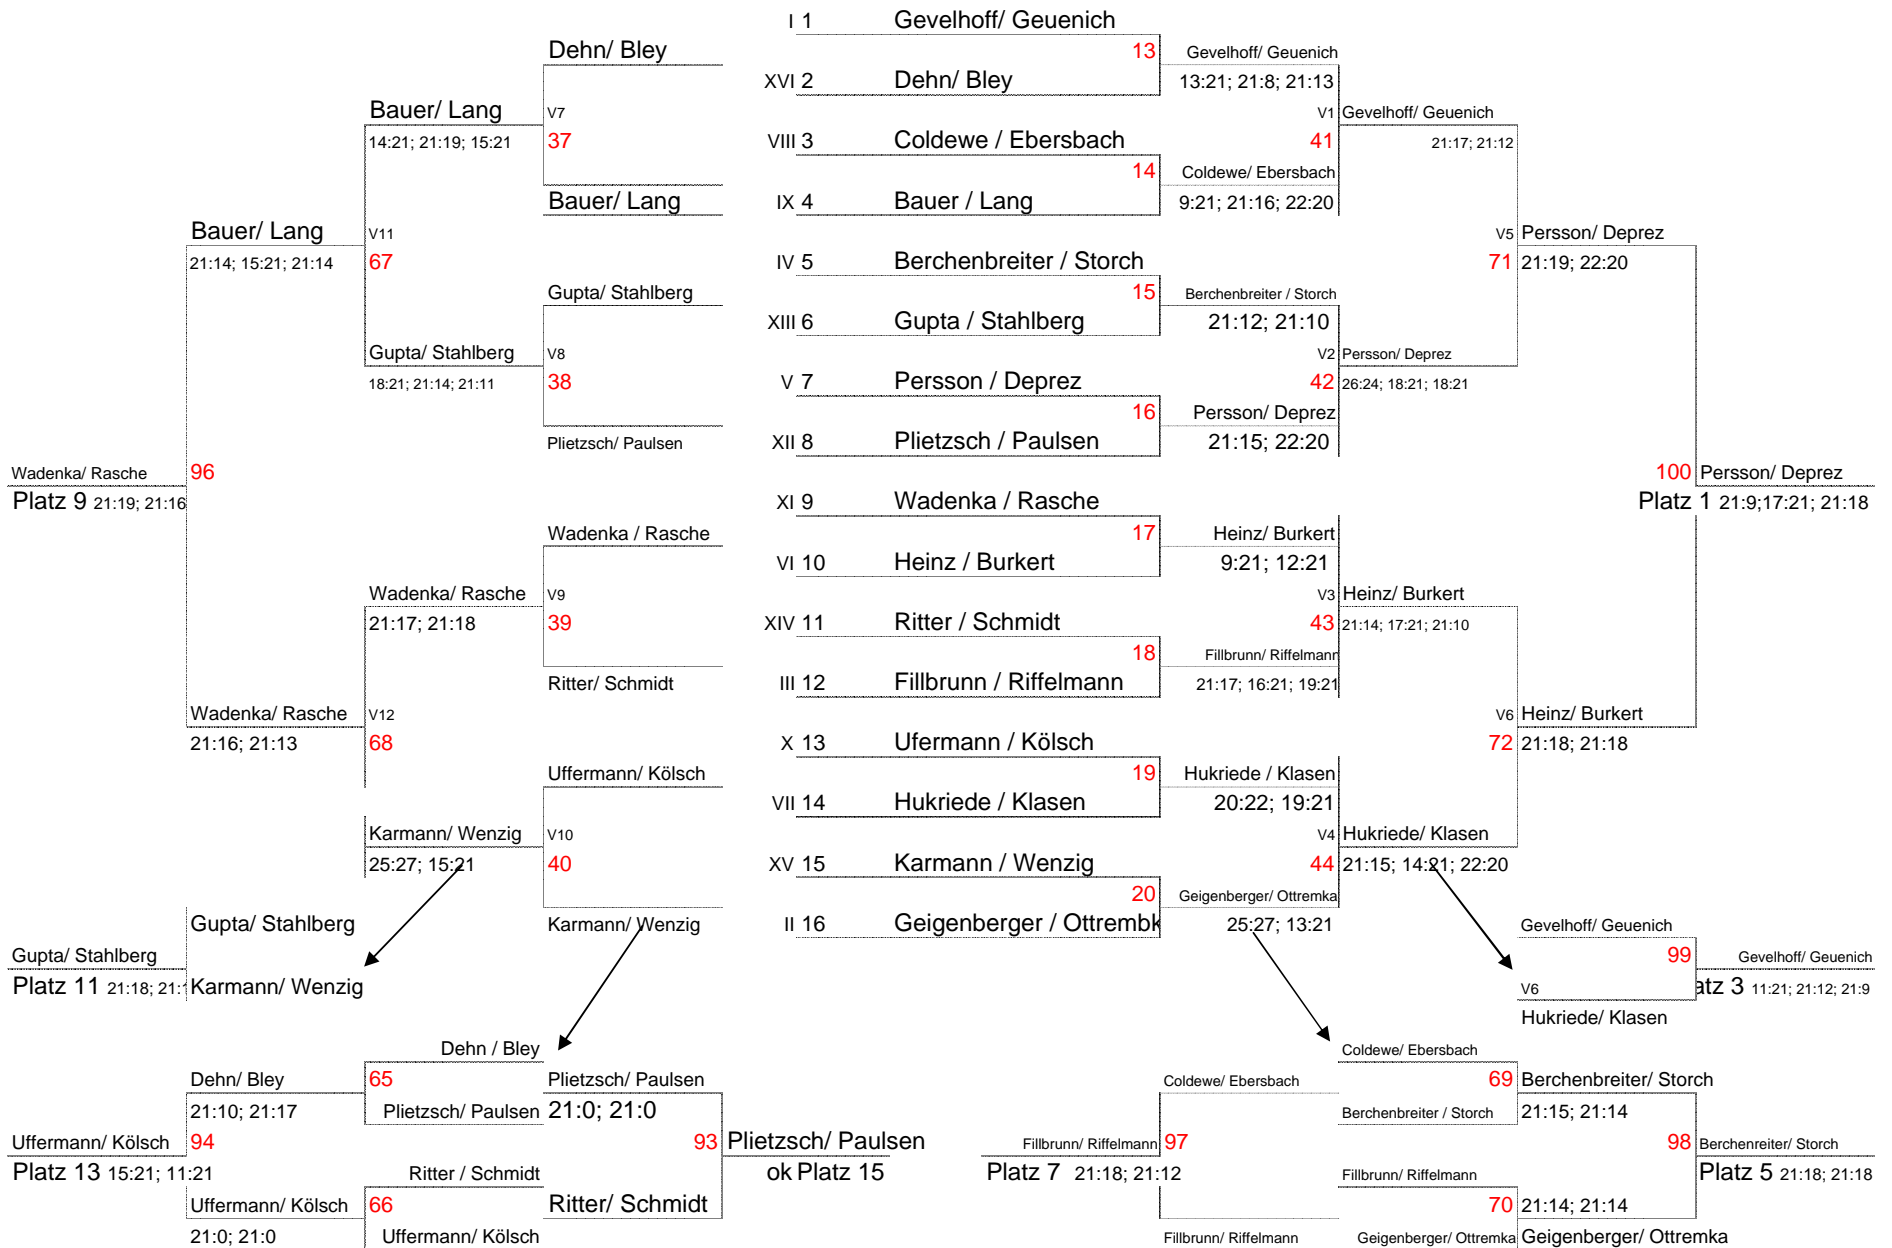 I 1 Gevelhoff/ Geuenich
Dehn/ Bley 13 Gevelhoff/ Geuenich
XVI 2 Dehn/ Bley 13:21; 21:8; 21:13
Bauer/ Lang V7 V1 Gevelhoff/ Geuenich
14:21; 21:19; 15:21 37 VIII 3 Coldewe / Ebersbach 41 21:17; 21:12
14 Coldewe/ Ebersbach
Bauer/ Lang IX 4 Bauer / Lang 9:21; 21:16; 22:20
Bauer/ Lang V11 V5 Persson/ Deprez
21:14; 15:21; 21:14 67 IV 5 Berchenbreiter / Storch 71 21:19; 22:20
Gupta/ Stahlberg 15 Berchenbreiter / Storch
XIII 6 Gupta / Stahlberg 21:12; 21:10
Gupta/ Stahlberg V8 V2 Persson/ Deprez
18:21; 21:14; 21:11 38 V 7 Persson / Deprez 42 26:24; 18:21; 18:21
16 Persson/ Deprez
Plietzsch/ Paulsen XII 8 Plietzsch / Paulsen 21:15; 22:20
Wadenka/ Rasche 96 100 Persson/ Deprez
Platz 9 21:19; 21:16 XI 9 Wadenka / Rasche Platz 1 21:9;17:21; 21:18
Wadenka / Rasche 17 Heinz/ Burkert
VI 10 Heinz / Burkert 9:21; 12:21
Wadenka/ Rasche V9 V3 Heinz/ Burkert
21:17; 21:18 39 XIV 11 Ritter / Schmidt 43 21:14; 17:21; 21:10
18 Fillbrunn/ Riffelmann
Ritter/ Schmidt III 12 Fillbrunn / Riffelmann 21:17; 16:21; 19:21
Wadenka/ Rasche V12 V6 Heinz/ Burkert
21:16; 21:13 68 X 13 Ufermann / Kölsch 72 21:18; 21:18
Uffermann/ Kölsch 19 Hukriede / Klasen
VII 14 Hukriede / Klasen 20:22; 19:21
Karmann/ Wenzig V10 V4 Hukriede/ Klasen
25:27; 15:21 40 XV 15 Karmann / Wenzig 44 21:15; 14:21; 22:20
20 Geigenberger/ Ottremka
Gupta/ Stahlberg Karmann/ Wenzig II 16 Geigenberger / Ottrembk 25:27; 13:21 Gevelhoff/ Geuenich
Gupta/ Stahlberg 99 Gevelhoff/ Geuenich
Platz 11 21:18; 21: Karmann/ Wenzig V6 atz 3 11:21; 21:12; 21:9
Hukriede/ Klasen
Dehn / Bley Coldewe/ Ebersbach
Dehn/ Bley 65 Plietzsch/ Paulsen Coldewe/ Ebersbach 69 Berchenbreiter/ Storch
21:10; 21:17 Plietzsch/ Paulsen 21:0; 21:0 Berchenbreiter / Storch 21:15; 21:14
Uffermann/ Kölsch 94 93 Plietzsch/ Paulsen Fillbrunn/ Riffelmann 97 98 Berchenreiter/ Storch
Platz 13 15:21; 11:21 Ritter / Schmidt ok Platz 15 Platz 7 21:18; 21:12 Fillbrunn/ Riffelmann Platz 5 21:18; 21:18
Uffermann/ Kölsch 66 Ritter/ Schmidt 70 21:14; 21:14
21:0; 21:0 Uffermann/ Kölsch Fillbrunn/ Riffelmann Geigenberger/ Ottremka Geigenberger/ Ottremka